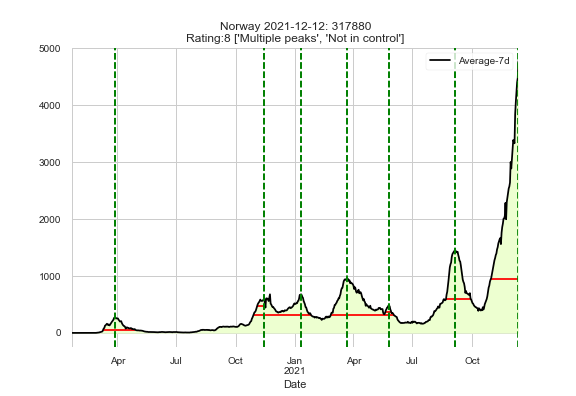 Norway 2021-12-12: 317880
Rating:8 ['Multiple peaks', 'Not in control']
Average-7d
5000
4000
3000
2000
1000
0
Apr
Jul
Oct
Jan
2021
Apr
Jul
Oct
Date